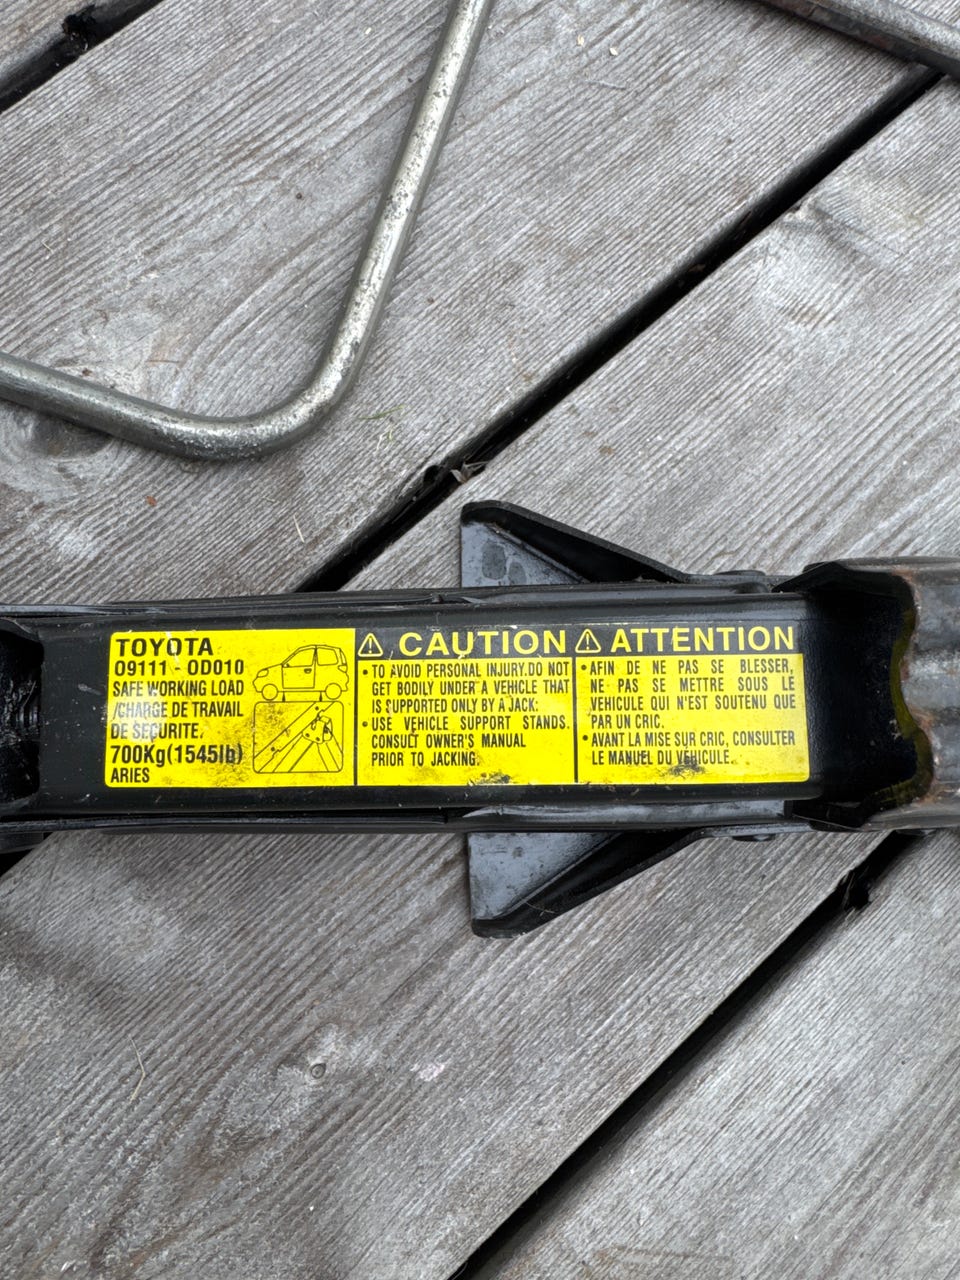 TOYOTA
09111 - 0D010
SAFE WORKING LOAD
/CHARGE DE TRAVAIL
DE SECURITE.
700Kg(1545lb)
ARIES
CAUTION
• TO AVOID PERSONAL INJURY.DO NOT
GET BODILY UNDER A VEHICLE THAT
IS SUPPORTED ONLY BY A JACK:
• USE VEHICLE SUPPORT STANDS.
CONSULT OWNER'S MANUAL
PRIOR TO JACKING.
ATTENTION
• AFIN DE NE PAS SE BLESSER,
NE PAS SE METTRE SOUS LE
VEHICULE QUI N'EST SOUTENU QUE
PAR UN CRIC.
• AVANT LA MISE SUR CRIC, CONSULTER
LE MANUEL DU VÉHICULE.